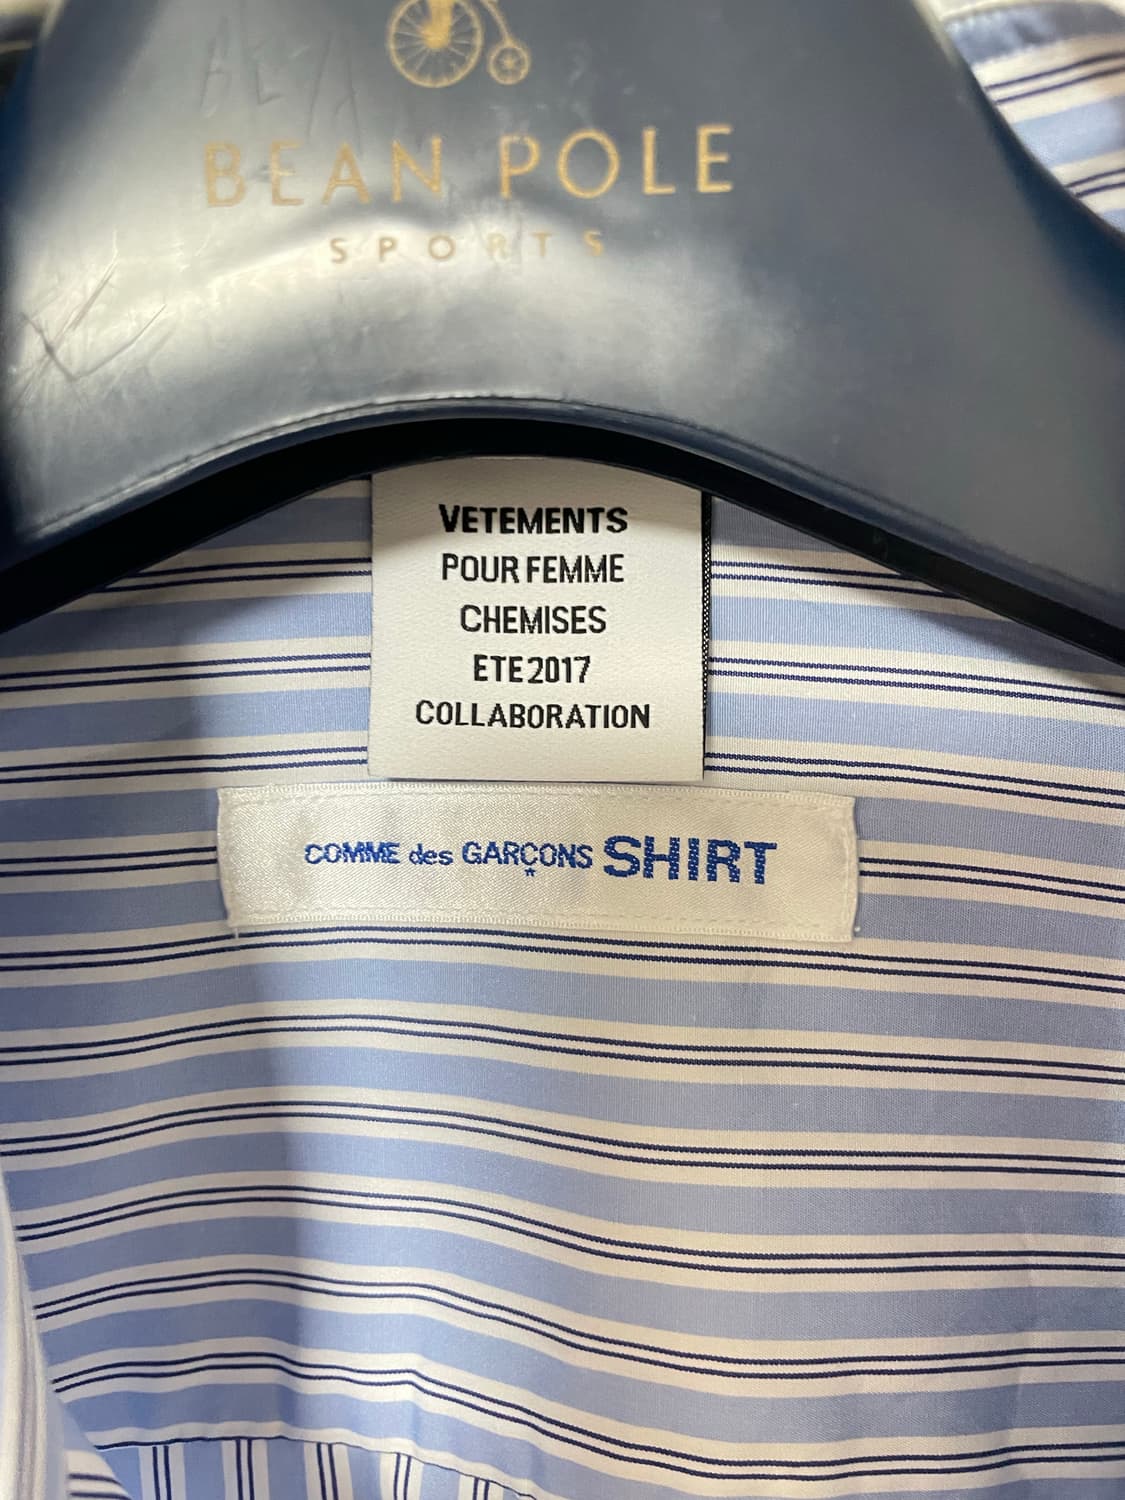 BEAN POLE
SPORTS
VETEMENTS
POUR FEMME
CHEMISES
ETE 2017
COLLABORATION
COMME des GARÇONS SHIRT